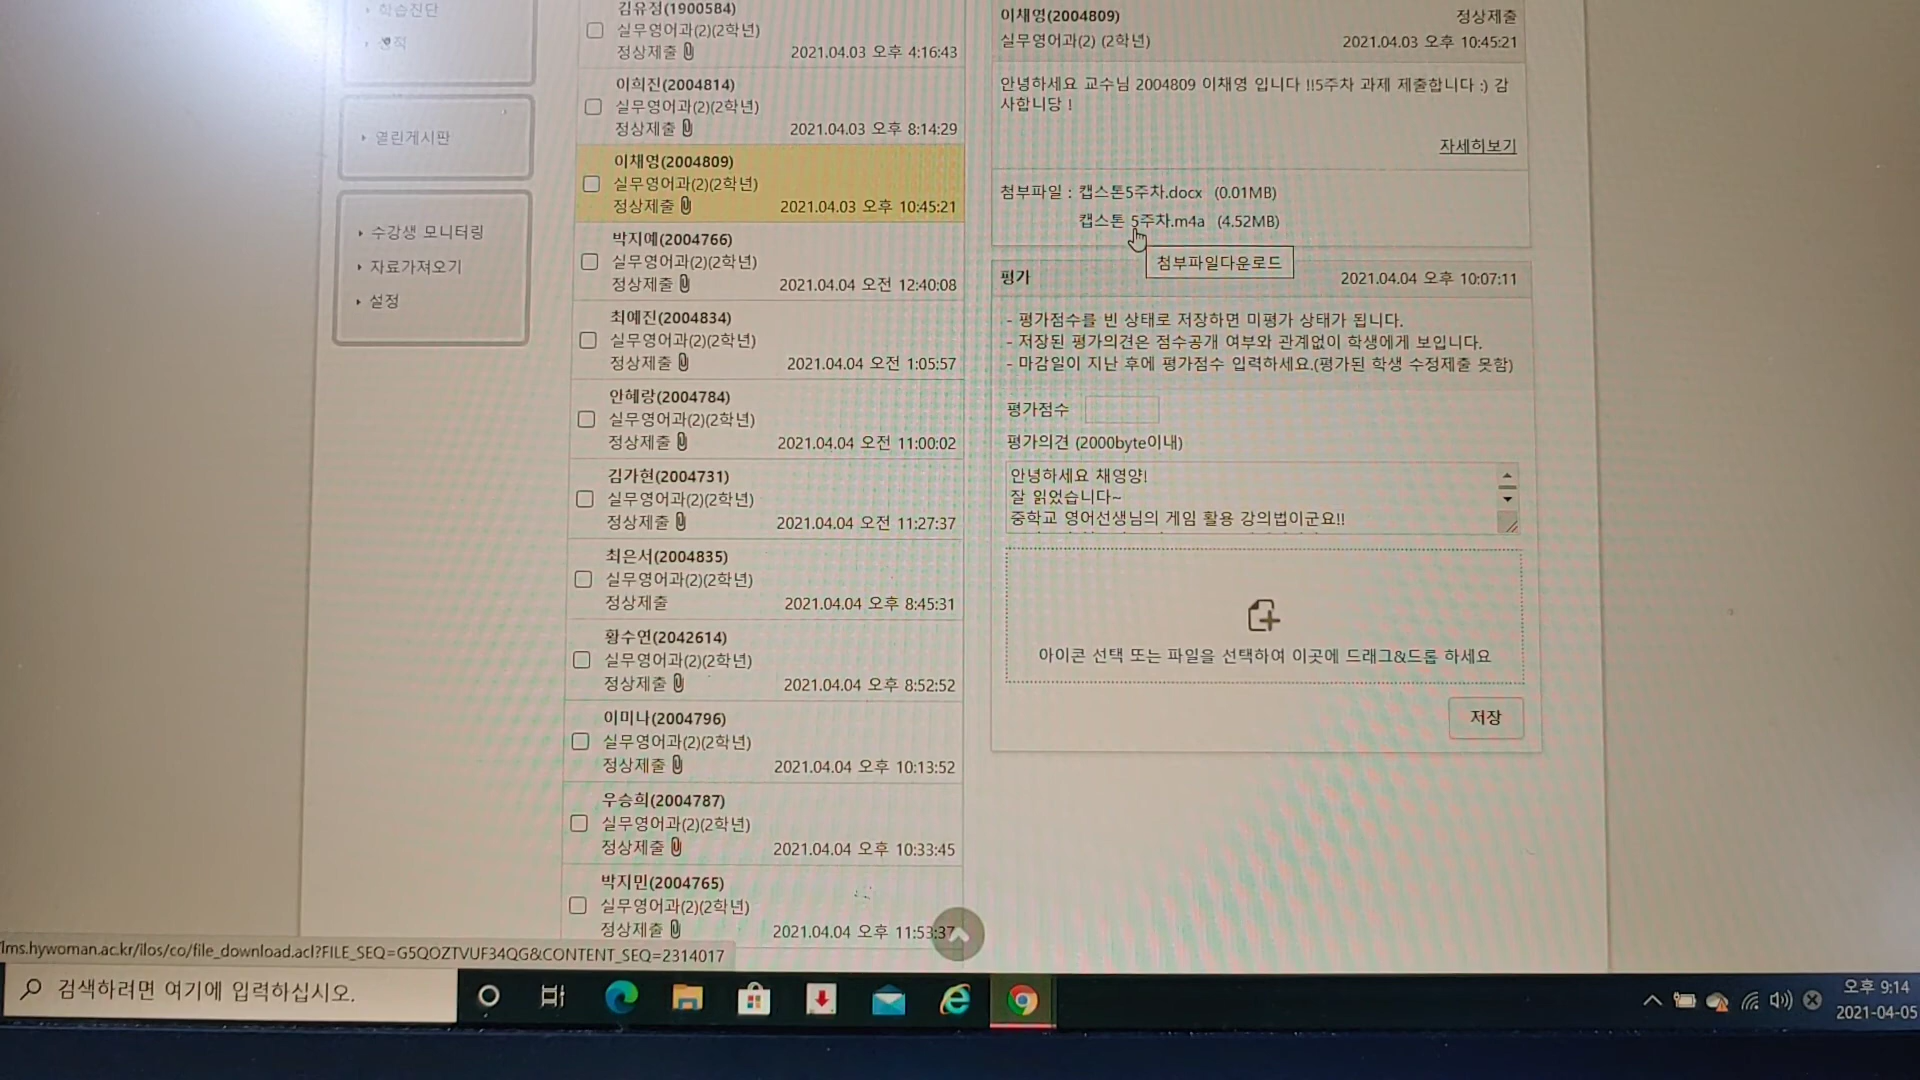 학습진단
열린게시판
수강생 모니터링
자료가져오기
설정
김유정(1900584)
실무영어과(2)(2학년)
정상제출 2021.04.03 오후 4:16:43
이희진(2004814)
실무영어과(2)(2학년)
정상제출 2021.04.03 오후 8:14:29
이채영(2004809)
실무영어과(2)(2학년)
정상제출 2021.04.03 오후 10:45:21
박지예(2004766)
실무영어과(2)(2학년)
정상제출 2021.04.04 오전 12:40:08
최예진(2004834)
실무영어과(2)(2학년)
정상제출 2021.04.04 오전 1:05:57
안혜랑(2004784)
실무영어과(2)(2학년)
정상제출 2021.04.04 오전 11:00:02
김가현(2004731)
실무영어과(2)(2학년)
정상제출 2021.04.04 오전 11:27:37
최은서(2004835)
실무영어과(2)(2학년)
정상제출 2021.04.04 오후 8:45:31
황수연(2042614)
실무영어과(2)(2학년)
정상제출 2021.04.04 오후 8:52:52
이미나(2004796)
실무영어과(2)(2학년)
정상제출 2021.04.04 오후 10:13:52
우승희(2004787)
실무영어과(2)(2학년)
정상제출 2021.04.04 오후 10:33:45
박지민(2004765)
실무영어과(2)(2학년)
정상제출 2021.04.04 오후 11:53:37
이채영(2004809) 정상제출
실무영어과(2) (2학년) 2021.04.03 오후 10:45:21
안녕하세요 교수님 2004809 이채영 입니다 !!5주차 과제 제출합니다 :) 감
사합니당 !
자세히보기
첨부파일 : 캡스톤5주차.docx (0.01MB)
캡스톤 5주차.m4a (4.52MB)
첨부파일다운로드
평가 2021.04.04 오후 10:07:11
- 평가점수를 빈 상태로 저장하면 미평가 상태가 됩니다.
- 저장된 평가의견은 점수공개 여부와 관계없이 학생에게 보입니다.
- 마감일이 지난 후에 평가점수 입력하세요.(평가된 학생 수정제출 못함)
평가점수
평가의견 (2000byte이내)
안녕하세요 채영양!
잘 읽었습니다~
중학교 영어선생님의 게임 활용 강의법이군요!!
아이콘 선택 또는 파일을 선택하여 이곳에 드래그&드롭 하세요
저장
lms.hywoman.ac.kr/ilos/co/file_download.acl?FILE_SEQ=G5QOZTVUF34QG&CONTENT_SEQ=2314017
검색하려면 여기에 입력하십시오.
오후 9:14
2021-04-05